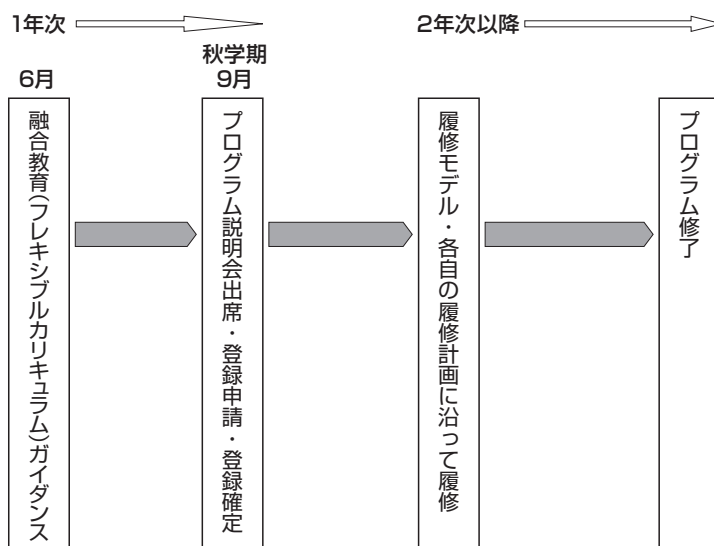 1年次
2年次以降
6月
秋学期
9月
融合教育(フレキシブルカリキュラム)ガイダンス
プログラム説明会出席・登録申請・登録確定
履修モデル・各自の履修計画に沿って履修
プログラム修了